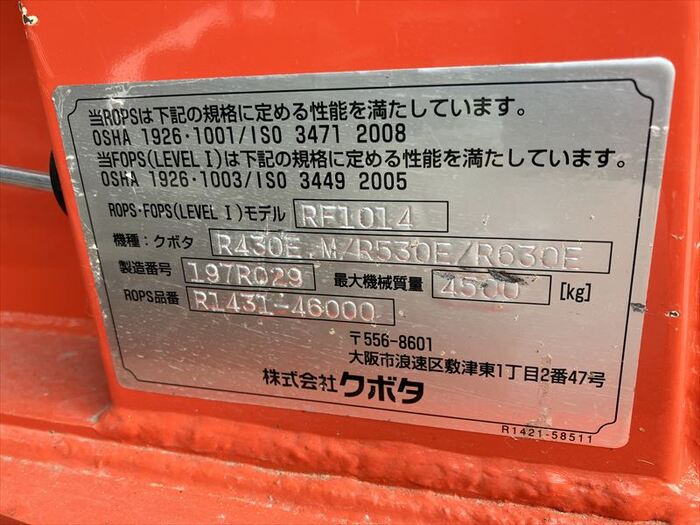 当ROPSは下記の規格に定める性能を満たしています。
OSHA 1926・1001/ISO 3471 2008
当FOPS(LEVEL I)は下記の規格に定める性能を満たしています。
OSHA 1926・1003/ISO 3449 2005
ROPS・FOPS(LEVEL I)モデル RF1014
機種：クボタ R430E,M/R530E/R630E
製造番号 197R029 最大機械質量 4500 [kg]
ROPS品番 R1431-46000
〒556-8601
大阪市浪速区敷津東1丁目2番47号
株式会社クボタ
R1421-58511